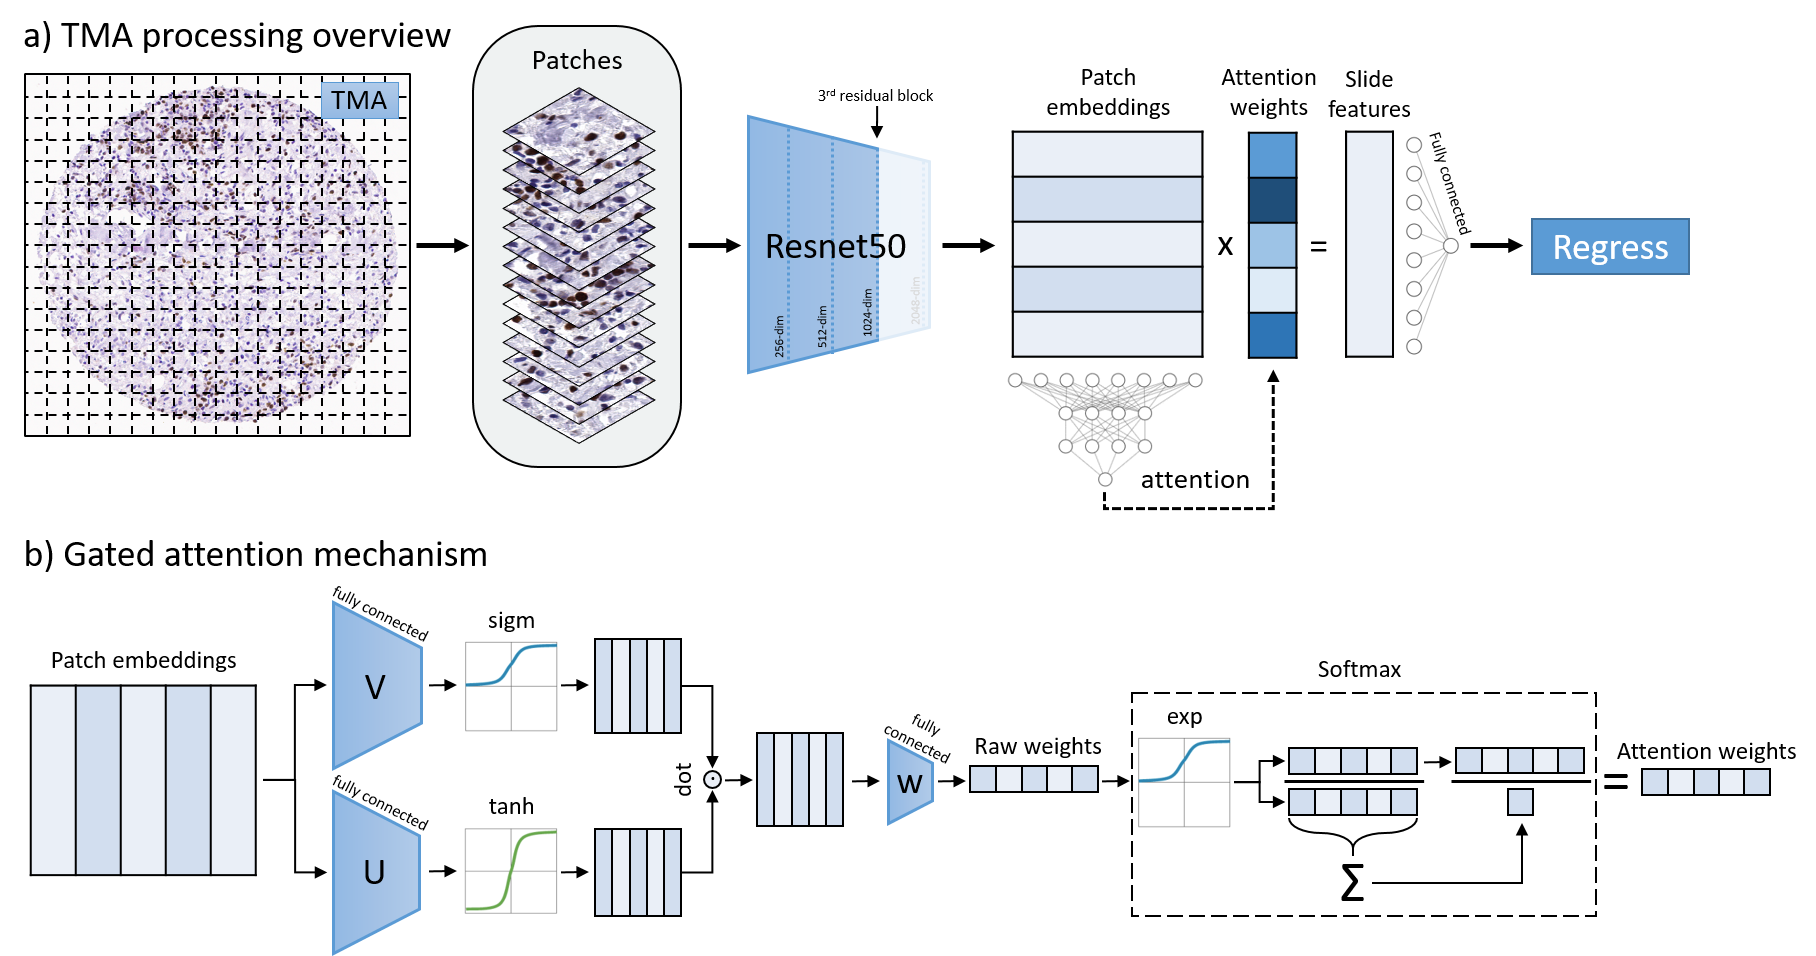 a) TMA processing overview
TMA
Patches
3rd residual block
Resnet50
256-dim
512-dim
1024-dim
2048-dim
Patch
embeddings
Attention
weights
Slide
features
x
=
Fully connected
Regress
attention
b) Gated attention mechanism
Patch embeddings
fully connected
V
sigm
fully connected
U
tanh
dot
fully
connected
w
Raw weights
Softmax
exp
Σ
=
Attention weights